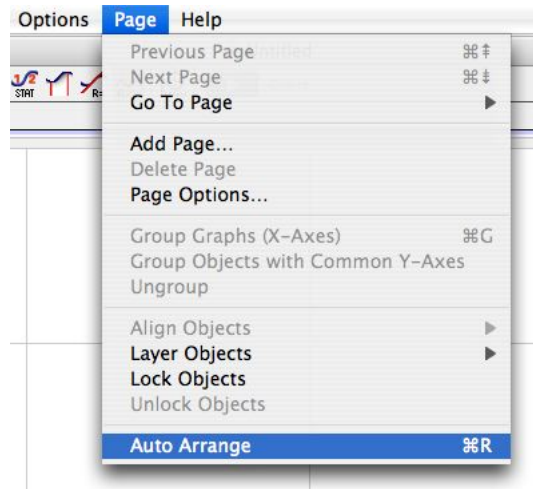 Options Page Help
Previous Page ⌘⇞
Next Page ⌘⇟
Go To Page ▶
STAT R=
Add Page...
Delete Page
Page Options...
Group Graphs (X-Axes) ⌘G
Group Objects with Common Y-Axes
Ungroup
Align Objects ▶
Layer Objects ▶
Lock Objects
Unlock Objects
Auto Arrange ⌘R